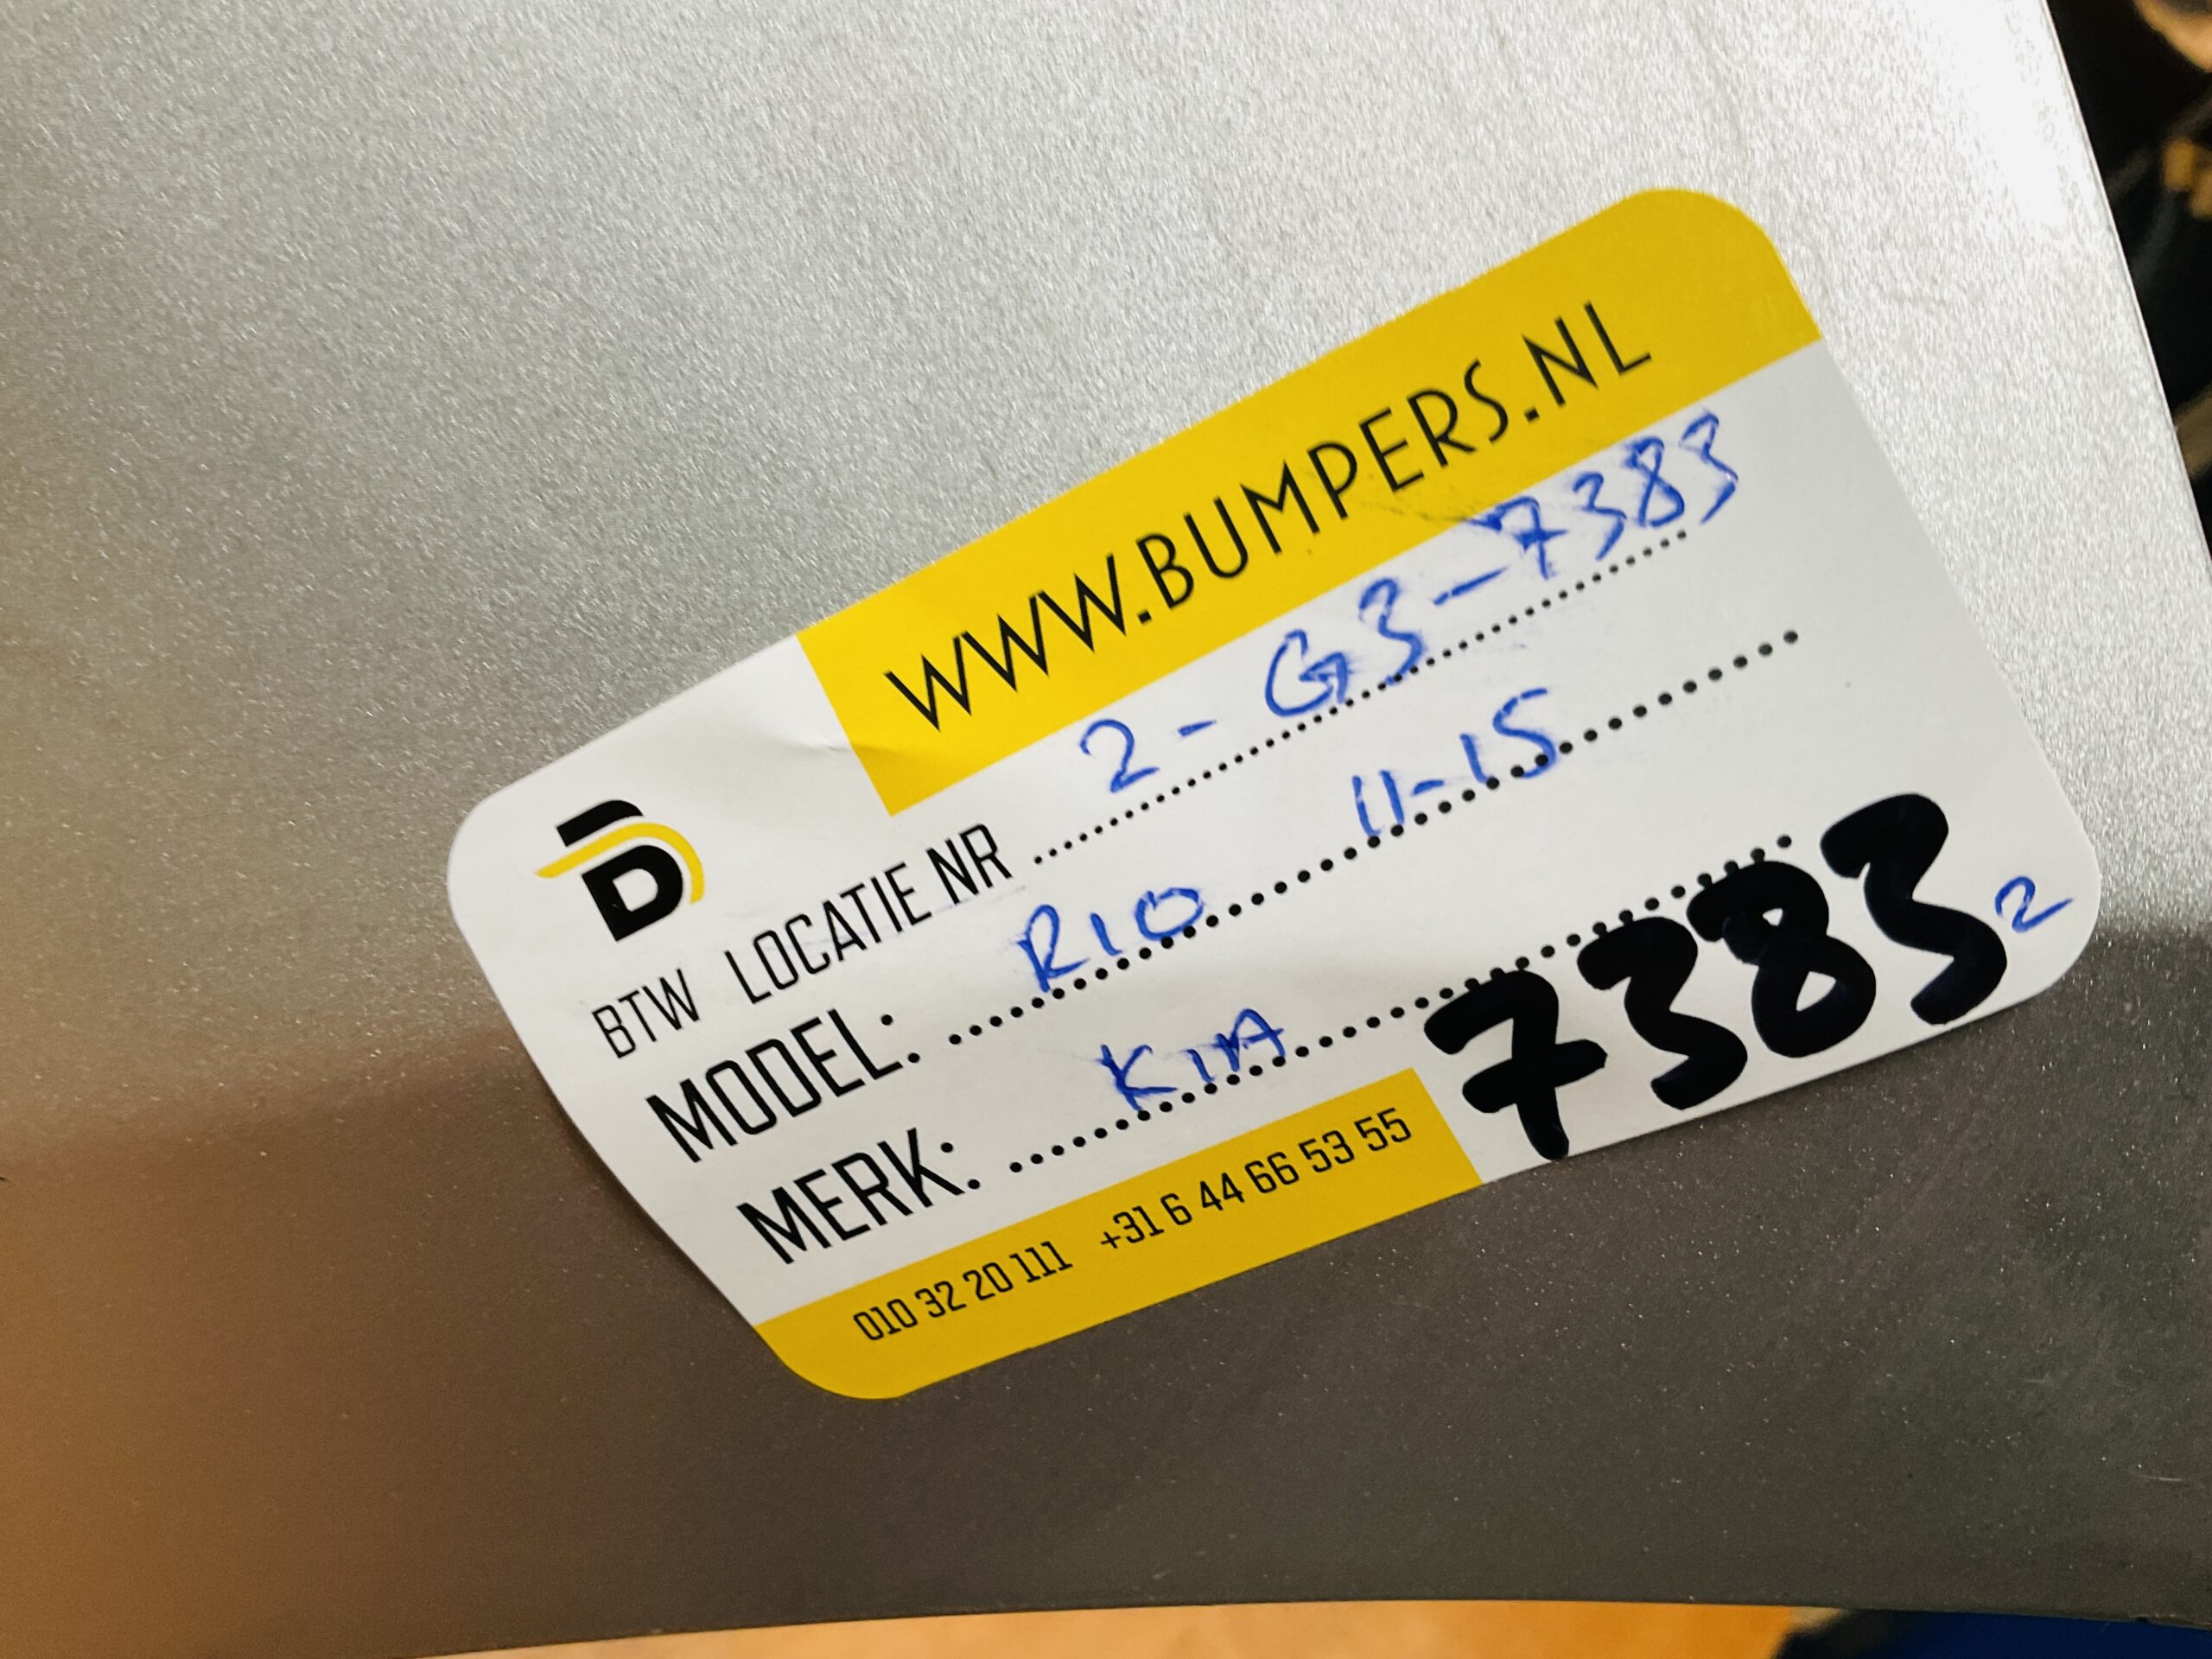 WWW.BUMPERS.NL
B
BTW LOCATIE NR 2-G3-7383
MODEL: RIO 11-15
MERK: KIA
7383 2
010 32 20 111 +31 6 44 66 53 55